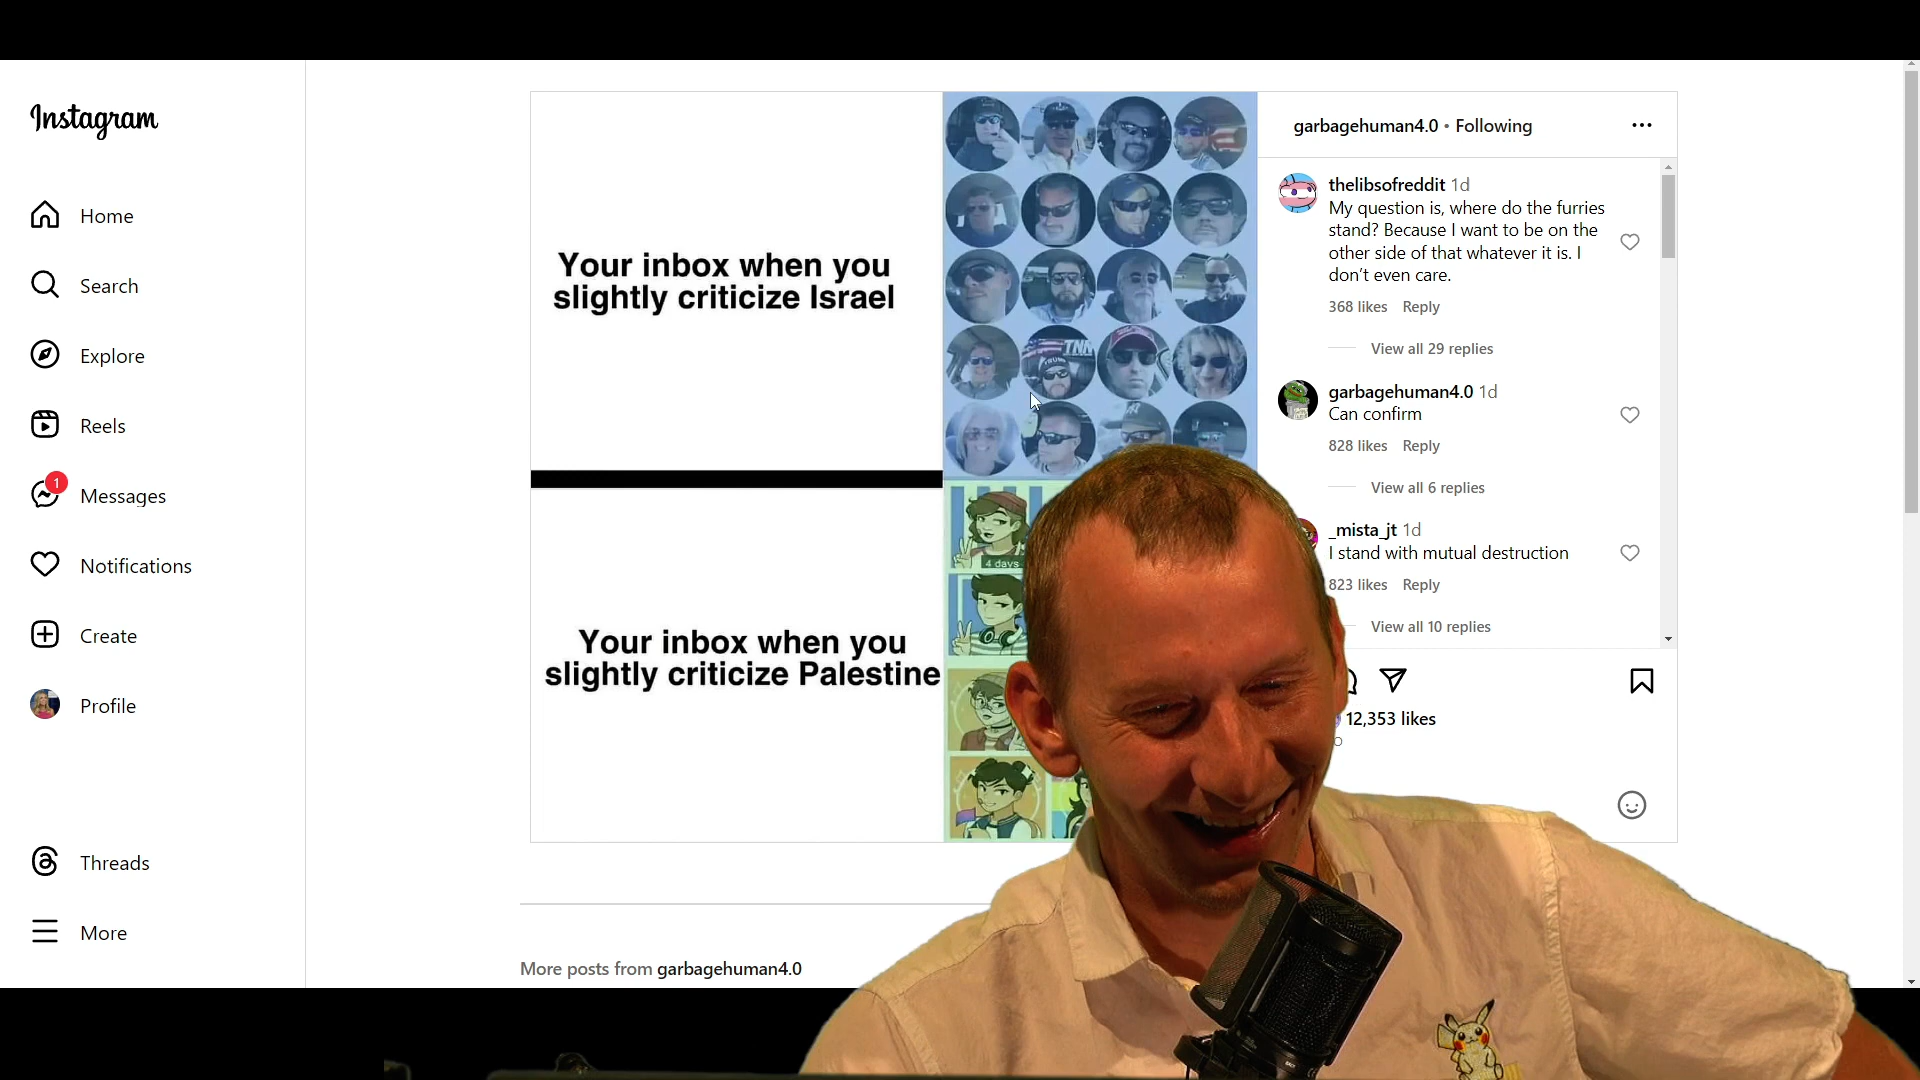 Instagram
Home
Search
Explore
Reels
1
Messages
Notifications
Create
Profile
Threads
More
Your inbox when you
slightly criticize Israel
TNM
TRUMP
Your inbox when you
slightly criticize Palestine
4 days
garbagehuman4.0 • Following
thelibsofreddit 1d
My question is, where do the furries
stand? Because I want to be on the
other side of that whatever it is. I
don't even care.
368 likes Reply
View all 29 replies
garbagehuman4.0 1d
Can confirm
828 likes Reply
View all 6 replies
_mista_jt 1d
I stand with mutual destruction
823 likes Reply
View all 10 replies
12,353 likes
More posts from garbagehuman4.0